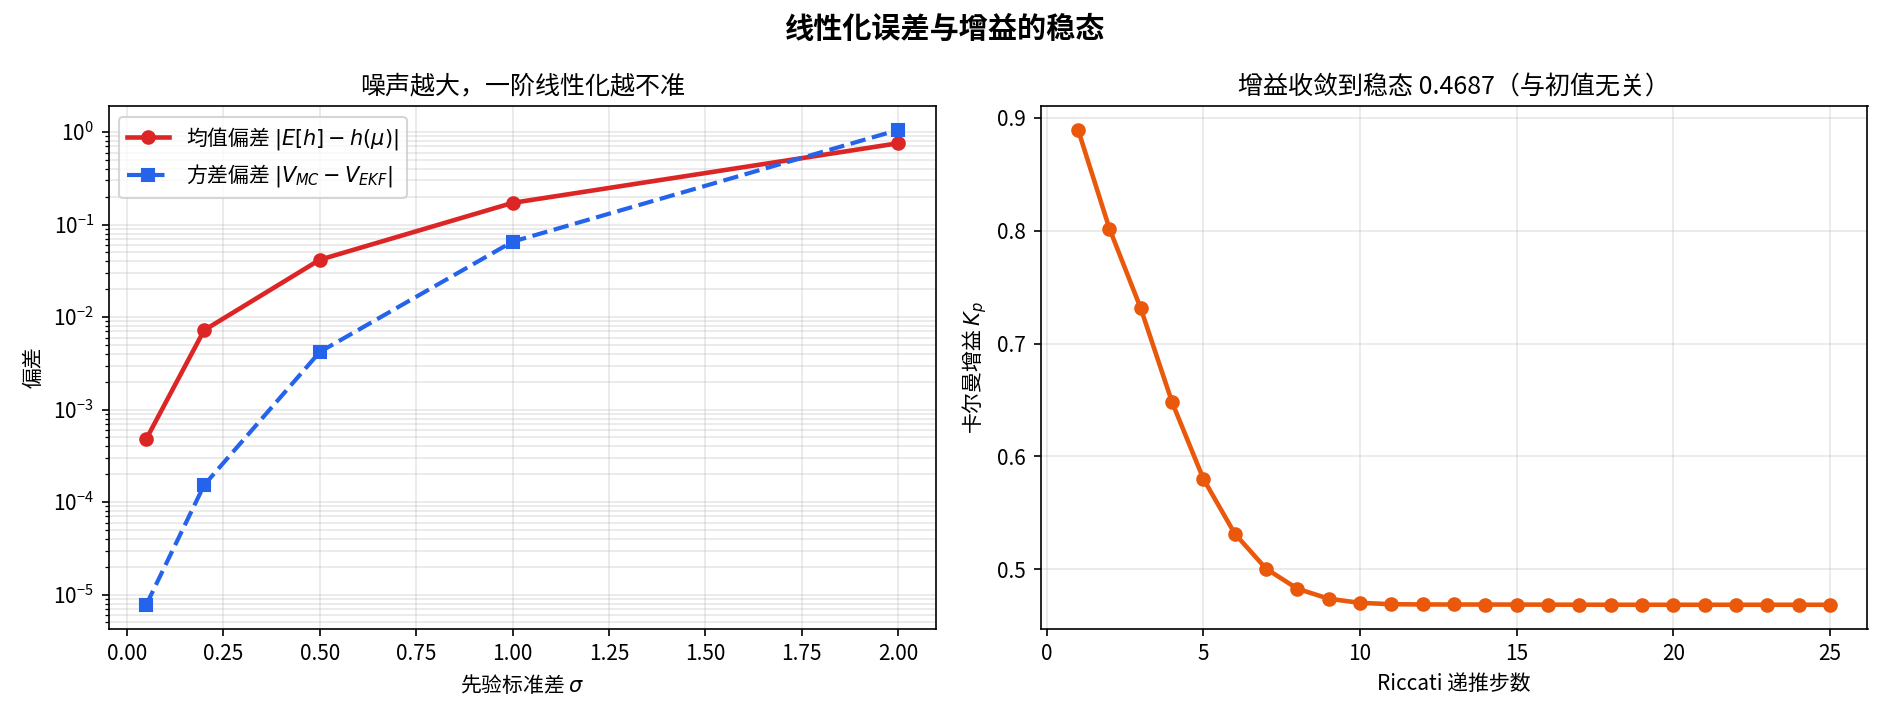 线性化误差与增益的稳态
噪声越大，一阶线性化越不准
均值偏差 |E[h] − h(μ)|
方差偏差 |V_{MC} − V_{EKF}|
偏差
10^0
10^{−1}
10^{−2}
10^{−3}
10^{−4}
10^{−5}
0.00 0.25 0.50 0.75 1.00 1.25 1.50 1.75 2.00
先验标准差 σ
增益收敛到稳态 0.4687（与初值无关）
卡尔曼增益 K_p
0.9
0.8
0.7
0.6
0.5
0 5 10 15 20 25
Riccati 递推步数